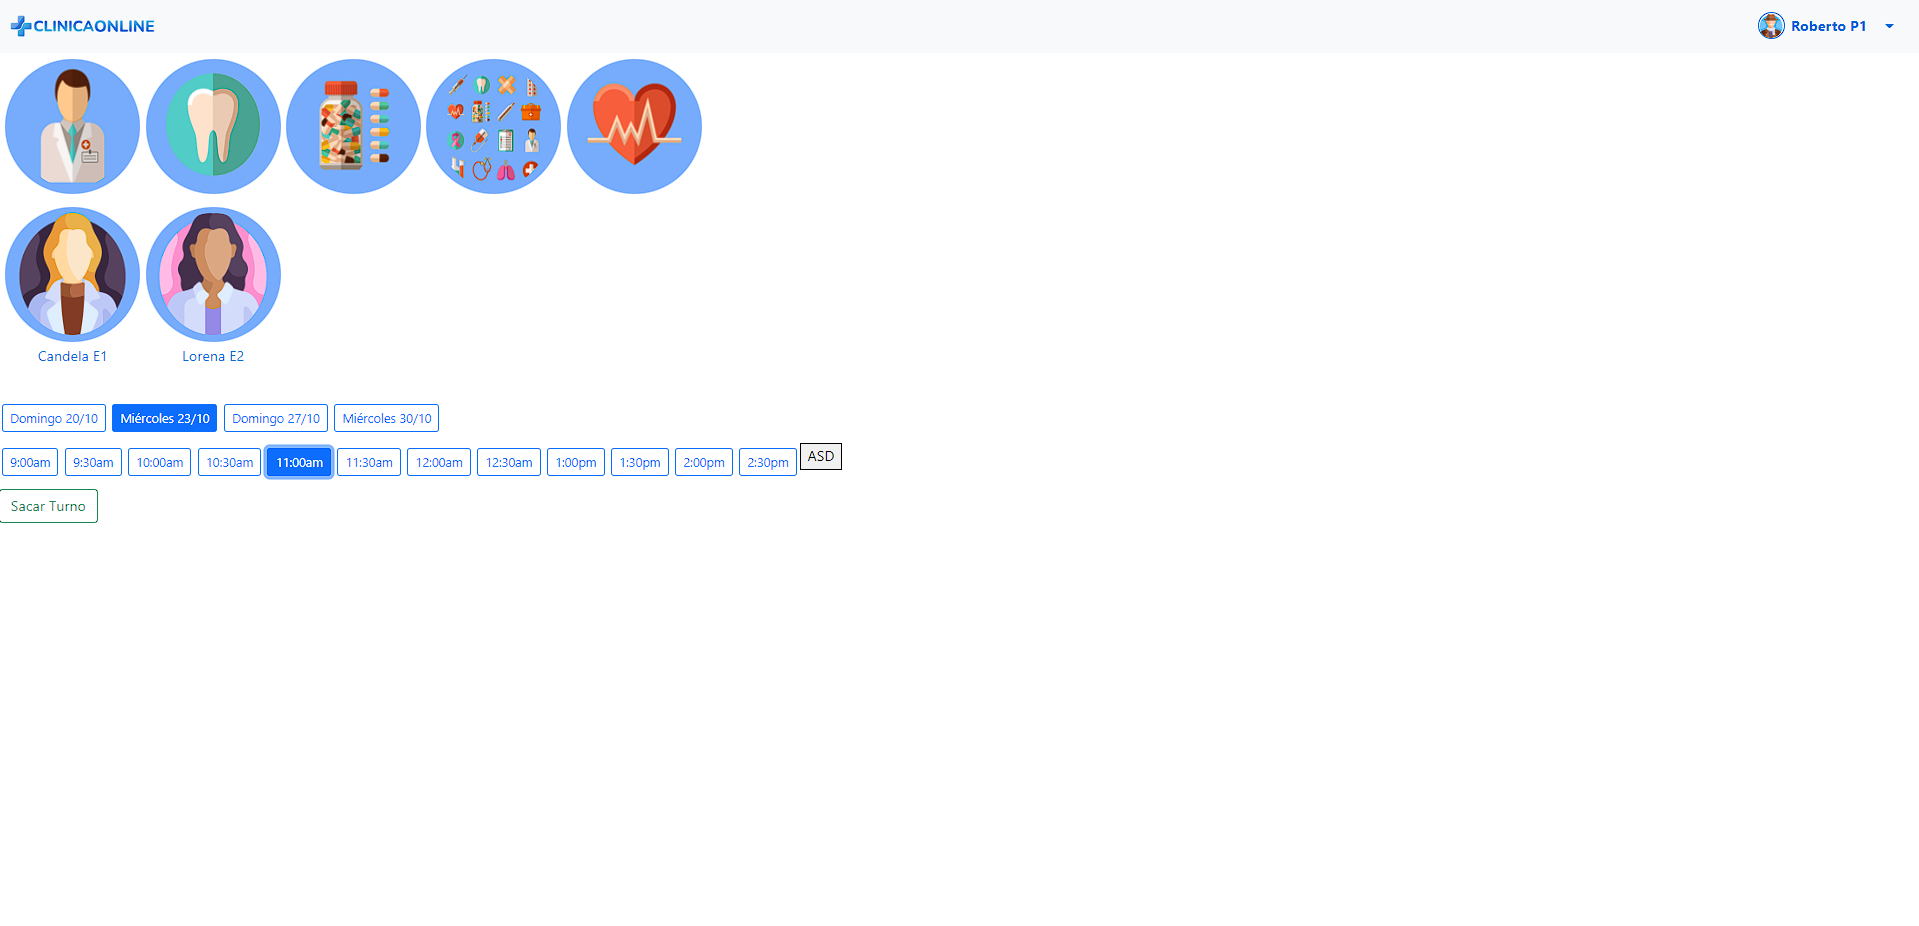 CLINICAONLINE
Roberto P1
Candela E1
Lorena E2
Domingo 20/10
Miércoles 23/10
Domingo 27/10
Miércoles 30/10
9:00am
9:30am
10:00am
10:30am
11:00am
11:30am
12:00am
12:30am
1:00pm
1:30pm
2:00pm
2:30pm
ASD
Sacar Turno